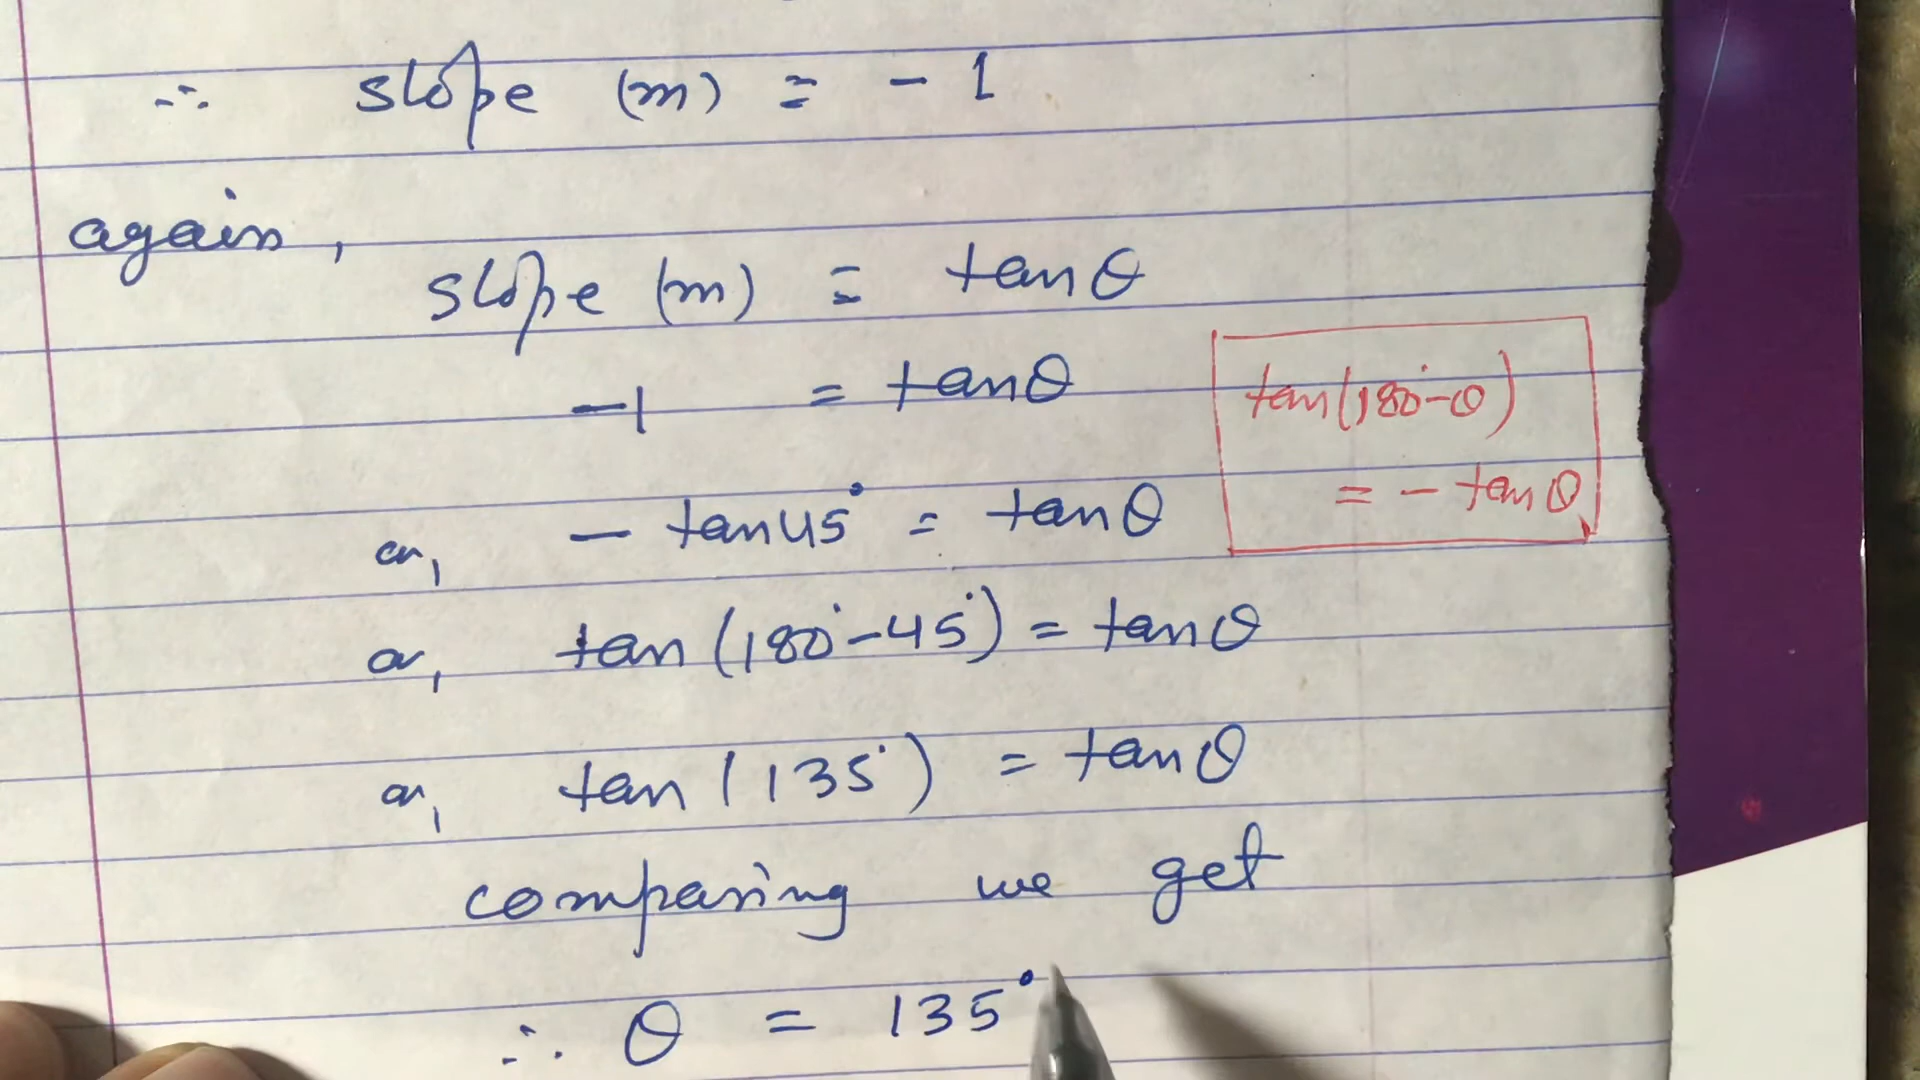 ∴ slope (m) = - 1
again,
slope (m) = tanθ
-1 = tanθ
or, - tan45° = tanθ
or, tan(180°-45°) = tanθ
or, tan(135°) = tanθ
comparing we get
∴ θ = 135°
tan(180°-θ)
= - tanθ